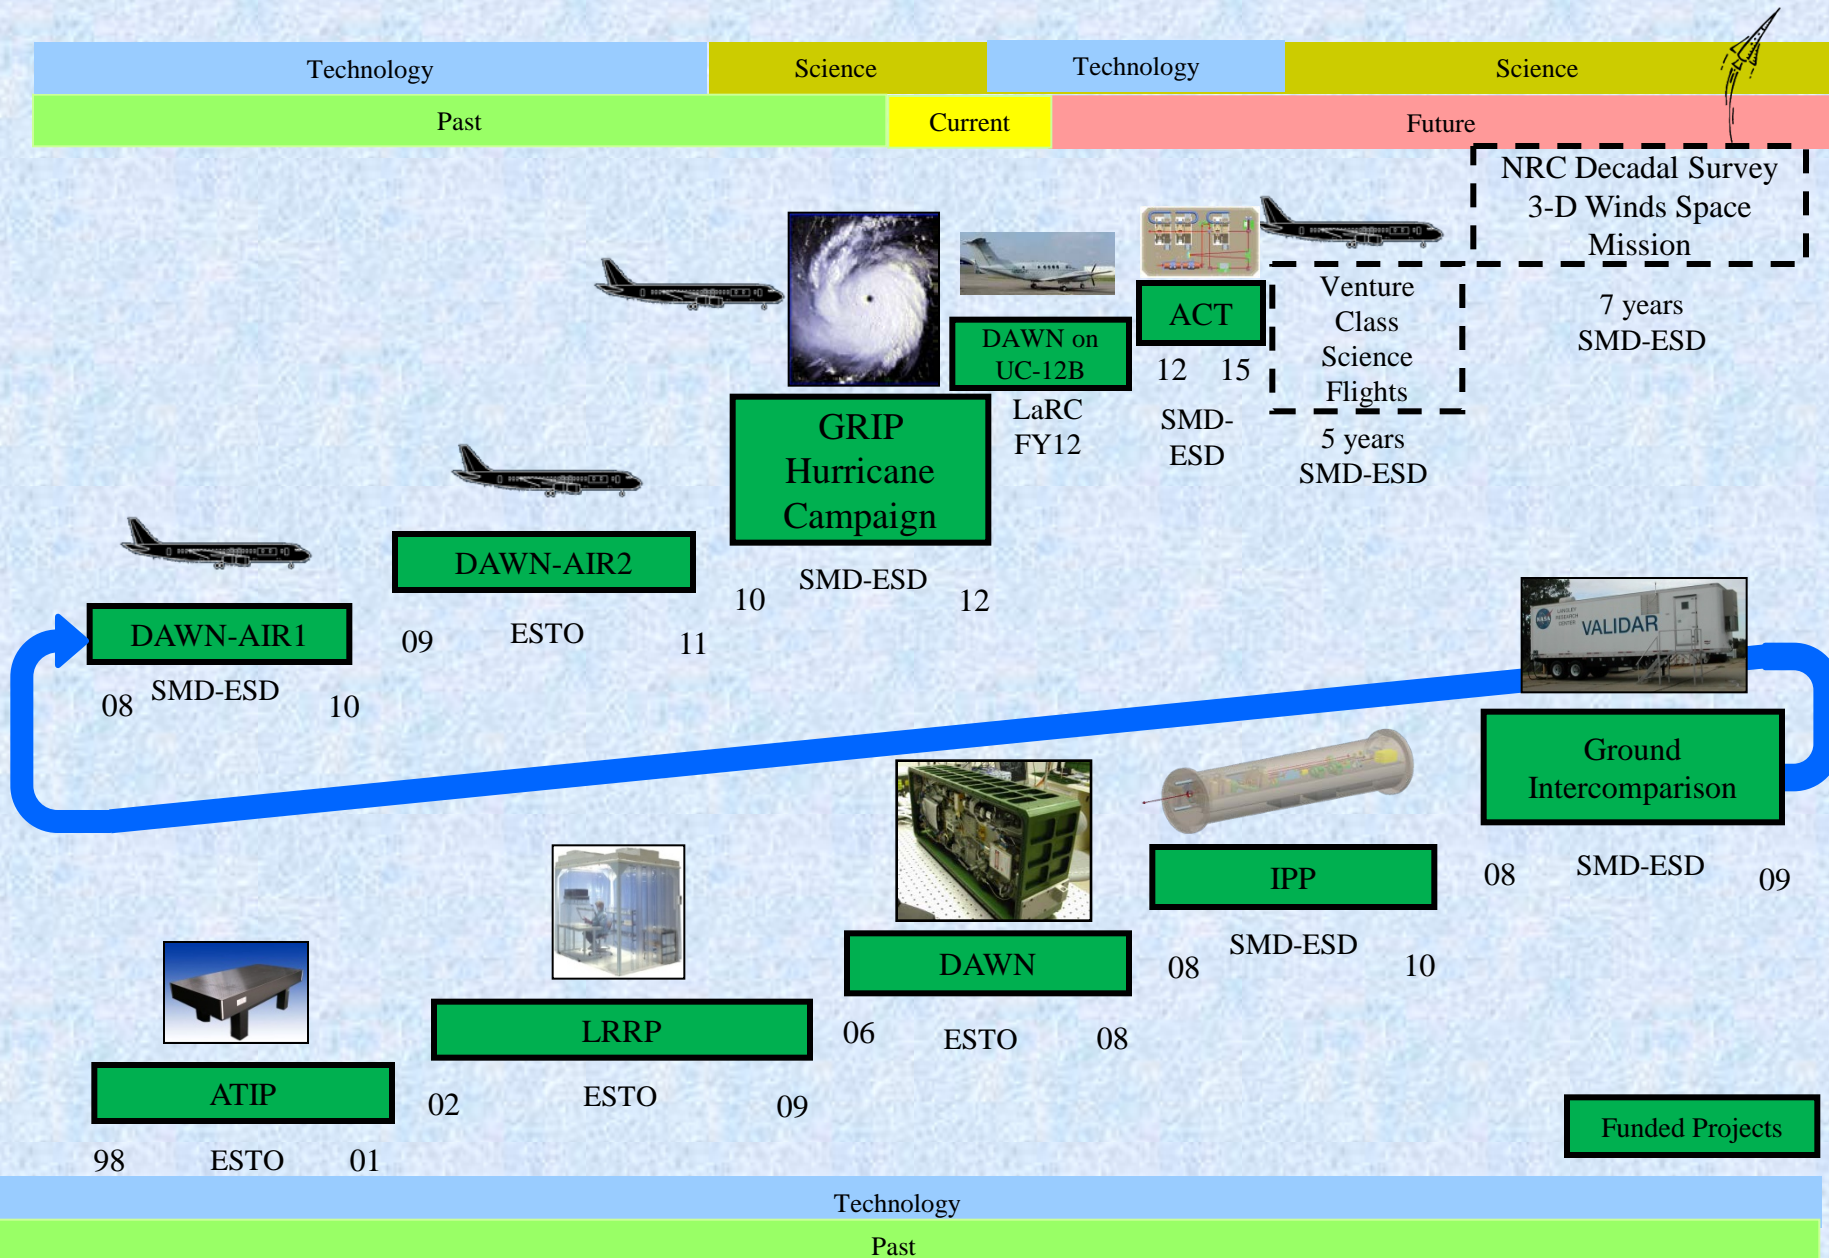 Technology
Science
Technology
Science
Past
Current
Future
NRC Decadal Survey
3-D Winds Space
Mission
7 years
SMD-ESD
Venture
Class
Science
Flights
5 years
SMD-ESD
ACT
12 15
SMD-
ESD
DAWN on
UC-12B
LaRC
FY12
GRIP
Hurricane
Campaign
10 SMD-ESD 12
DAWN-AIR2
09 ESTO 11
DAWN-AIR1
08 SMD-ESD 10
NASA
LANGLEY
RESEARCH
CENTER
VALIDAR
Ground
Intercomparison
08 SMD-ESD 09
IPP
08 SMD-ESD 10
DAWN
06 ESTO 08
LRRP
02 ESTO 09
ATIP
98 ESTO 01
Funded Projects
Technology
Past